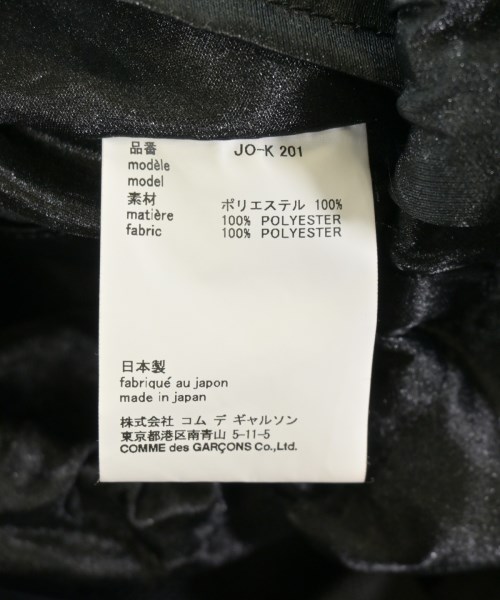 品番 JO-K 201
modèle
model
素材 ポリエステル 100%
matière 100% POLYESTER
fabric 100% POLYESTER
日本製
fabriqué au japon
made in japan
株式会社 コム デ ギャルソン
東京都港区南青山 5-11-5
COMME des GARÇONS Co.,Ltd.